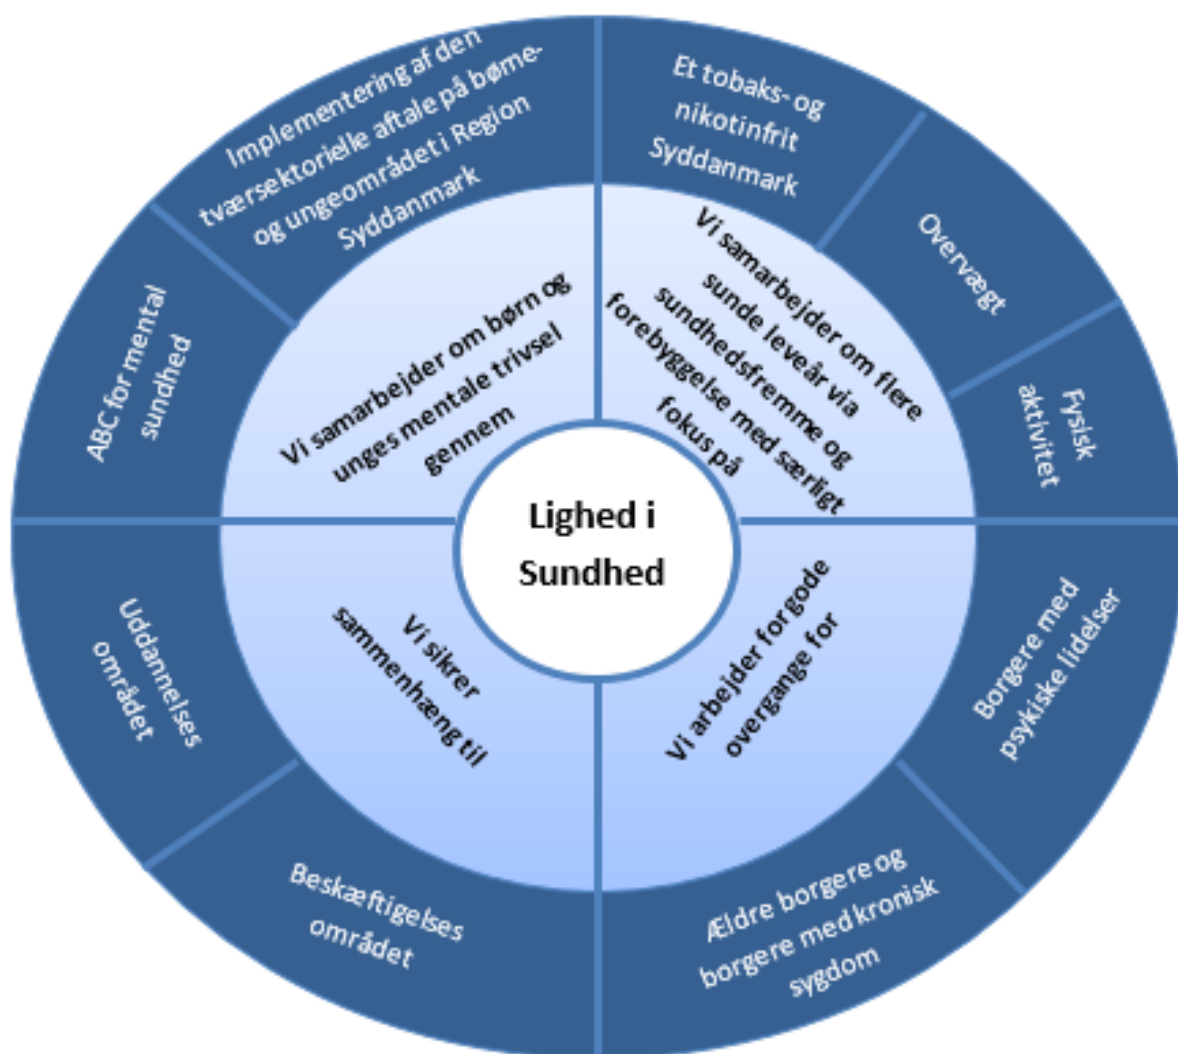 Implementering af den
tværsektorielle aftale på børne-
og ungeområdet i Region
Syddanmark
Et tobaks- og
nikotinfrit
Syddanmark
Overvægt
Fysisk
aktivitet
ABC for mental
sundhed
Vi samarbejder om børn og
unges mentale trivsel
gennem
Vi samarbejder om flere
sunde leveår via
sundhedsfremme og
forebyggelse med særligt
fokus på
Lighed i
Sundhed
Vi sikrer
sammenhæng til
Vi arbejder for gode
overgange for
Uddannelses
området
Beskæftigelses
området
Borgere med
psykiske lidelser
Ældre borgere og
borgere med kronisk
sygdom